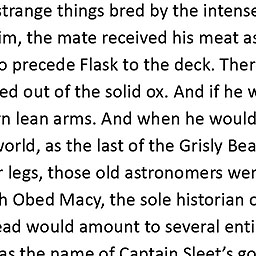 strange things bred by the intense
im, the mate received his meat as
o precede Flask to the deck. Ther
ed out of the solid ox. And if he w
n lean arms. And when he would
world, as the last of the Grisly Bea
r legs, those old astronomers wer
h Obed Macy, the sole historian o
ead would amount to several enti
as the name of Captain Sleet's go